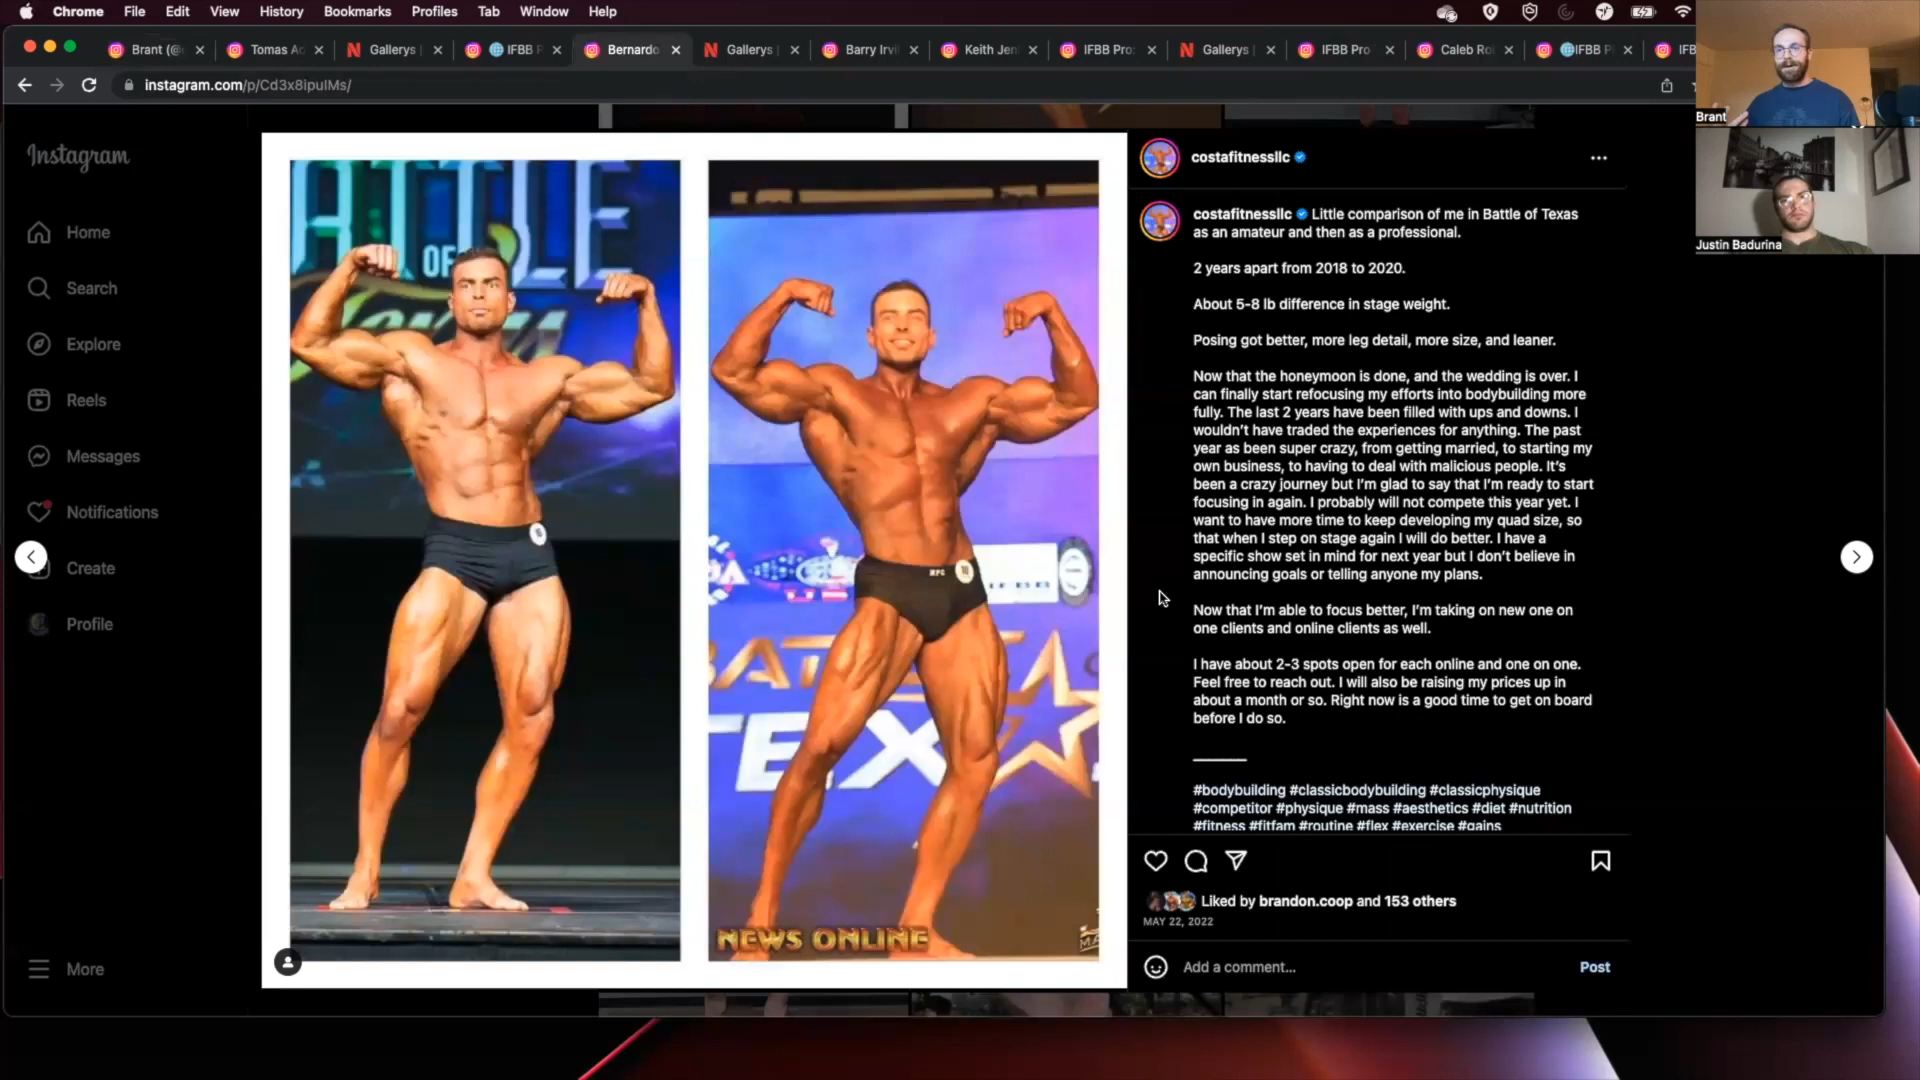 Chrome File Edit View History Bookmarks Profiles Tab Window Help
Brant (@ Tomas Ad Gallerys IFBB P Bernardo Gallerys Barry Irvi Keith Jen IFBB Pro Gallerys IFBB Pro Caleb Ro IFBB P IFB
instagram.com/p/Cd3x8ipulMs/
Brant
Justin Badurina
Instagram
Home
Search
Explore
Reels
Messages
Notifications
Create
Profile
More
ATTLE
OF
TEX
NPC
NEWS ONLINE
costafitnessllc
costafitnessllc Little comparison of me in Battle of Texas
as an amateur and then as a professional.
2 years apart from 2018 to 2020.
About 5-8 lb difference in stage weight.
Posing got better, more leg detail, more size, and leaner.
Now that the honeymoon is done, and the wedding is over. I
can finally start refocusing my efforts into bodybuilding more
fully. The last 2 years have been filled with ups and downs. I
wouldn't have traded the experiences for anything. The past
year as been super crazy, from getting married, to starting my
own business, to having to deal with malicious people. It's
been a crazy journey but I'm glad to say that I'm ready to start
focusing in again. I probably will not compete this year yet. I
want to have more time to keep developing my quad size, so
that when I step on stage again I will do better. I have a
specific show set in mind for next year but I don't believe in
announcing goals or telling anyone my plans.
Now that I'm able to focus better, I'm taking on new one on
one clients and online clients as well.
I have about 2-3 spots open for each online and one on one.
Feel free to reach out. I will also be raising my prices up in
about a month or so. Right now is a good time to get on board
before I do so.
#bodybuilding #classicbodybuilding #classicphysique
#competitor #physique #mass #aesthetics #diet #nutrition
#fitness #fitfam #routine #flex #exercise #gains
Liked by brandon.coop and 153 others
MAY 22, 2022
Add a comment...
Post